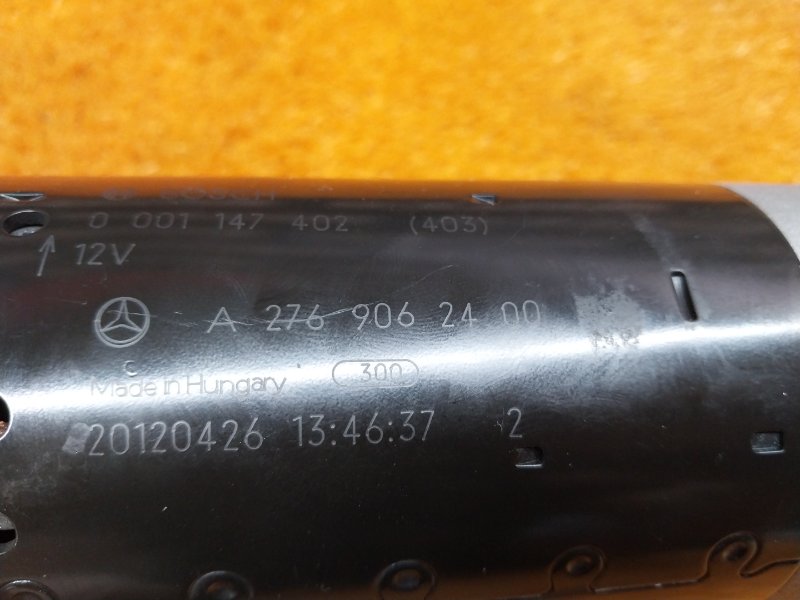 BOSCH
0 001 147 402 (403)
12V
A 276 906 24 00
C
Made in Hungary 300
20120426 13:46:37 2